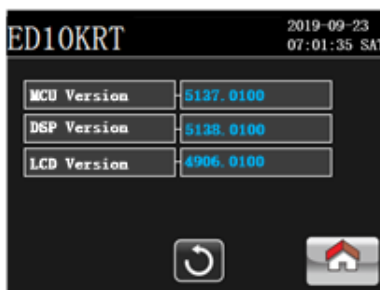 ED10KRT
2019-09-23
07:01:35 SAT
MCU Version 5137.0100
DSP Version 5138.0100
LCD Version 4906.0100